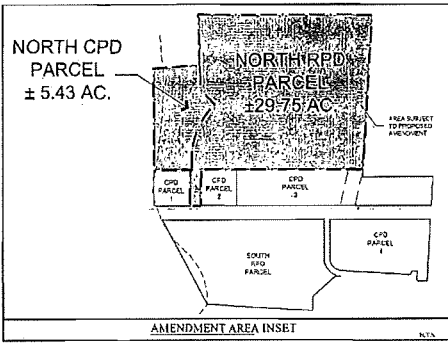 NORTH CPD
PARCEL
± 5.43 AC.
NORTH RPD
PARCEL
±29.75 AC
AREA SUBJECT
TO PROPOSED
AMENDMENT
CPD
PARCEL
1
CPD
PARCEL
2
CPD
PARCEL
3
SOUTH
RPD
PARCEL
CPD
PARCEL
4
AMENDMENT AREA INSET
N.T.S.